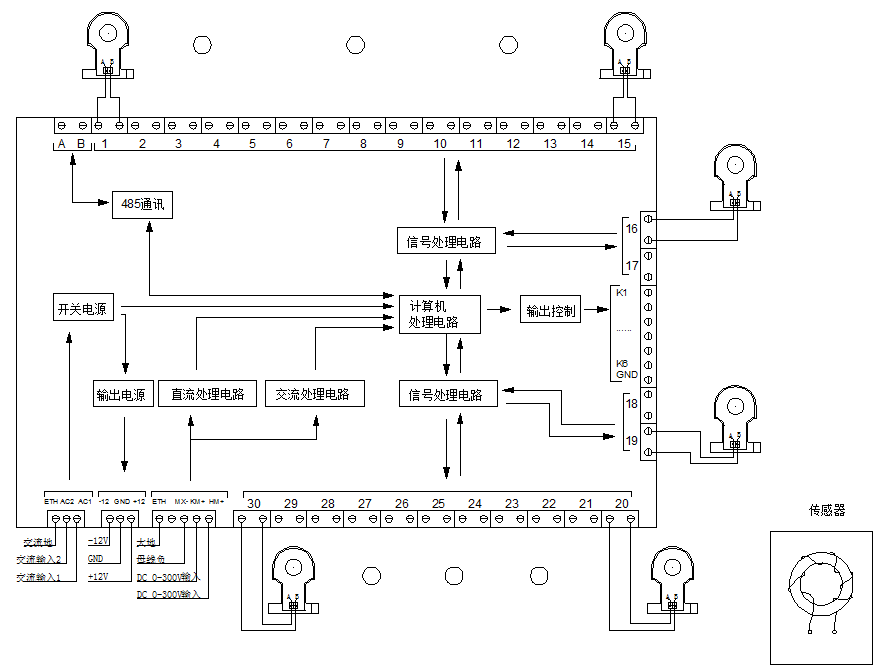 A B A B
A B 1 2 3 4 5 6 7 8 9 10 11 12 13 14 15
A B
485通讯
16
信号处理电路
17
K1
开关电源
计算机
处理电路
输出控制
......
K6
GND
输出电源 直流处理电路 交流处理电路 信号处理电路
18
19
A B
ETH AC2 AC1 -12 GND +12 ETH MX- KM+ HM+
30 29 28 27 26 25 24 23 22 21 20
传感器
交流地 -12V 大地
交流输入2 GND 母线负
交流输入1 +12V DC 0-300V输入
DC 0-300V输入
A B A B